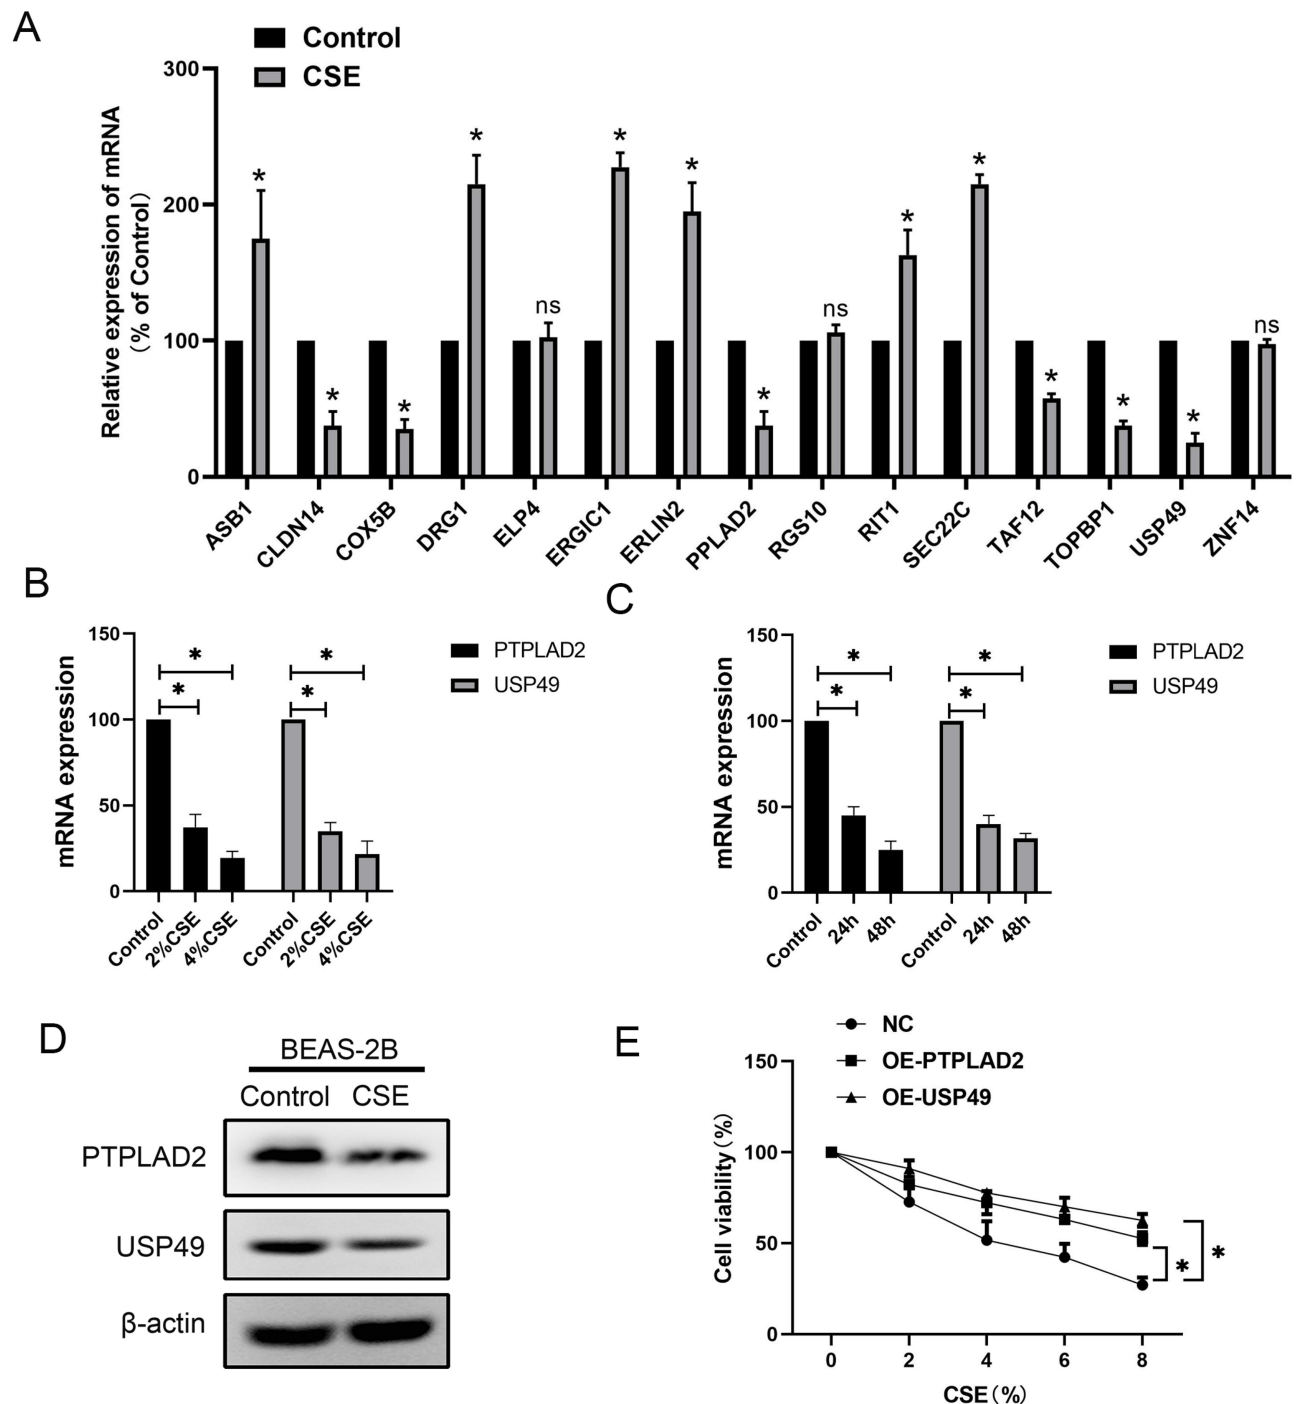 A
Control
CSE
Relative expression of mRNA
(% of Control)
300
200
100
0
* * * ns * * * ns * * * * * ns
ASB1 CLDN14 COX5B DRG1 ELP4 ERGIC1 ERLIN2 PPLAD2 RGS10 RIT1 SEC22C TAF12 TOPBP1 USP49 ZNF14
B
mRNA expression
150
100
50
0
* * * *
PTPLAD2
USP49
Control 2%CSE 4%CSE Control 2%CSE 4%CSE
C
mRNA expression
150
100
50
0
* * * *
PTPLAD2
USP49
Control 24h 48h Control 24h 48h
D
BEAS-2B
Control CSE
PTPLAD2
USP49
β-actin
E
NC
OE-PTPLAD2
OE-USP49
Cell viability(%)
150
100
50
0
* *
0 2 4 6 8
CSE(%)